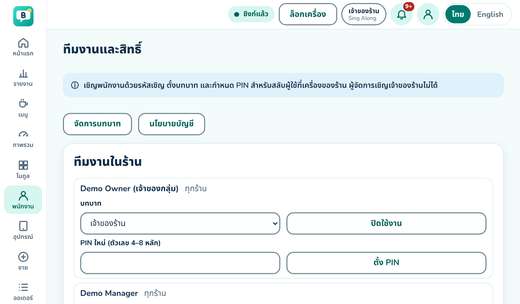 B
ซิงก์แล้ว
ล็อกเครื่อง
เจ้าของร้าน
Sing Along
9+
ไทย
English
หน้าแรก
รายงาน
เมนู
ภาพรวม
โมดูล
พนักงาน
อุปกรณ์
ขาย
ออเดอร์
ทีมงานและสิทธิ์
เชิญพนักงานด้วยรหัสเชิญ ตั้งบทบาท และกำหนด PIN สำหรับสลับผู้ใช้ที่เครื่องของร้าน ผู้จัดการเชิญเจ้าของร้านไม่ได้
จัดการบทบาท
นโยบายบัญชี
ทีมงานในร้าน
Demo Owner (เจ้าของกลุ่ม) ทุกร้าน
บทบาท
เจ้าของร้าน
ปิดใช้งาน
PIN ใหม่ (ตัวเลข 4–8 หลัก)
ตั้ง PIN
Demo Manager ทุกร้าน